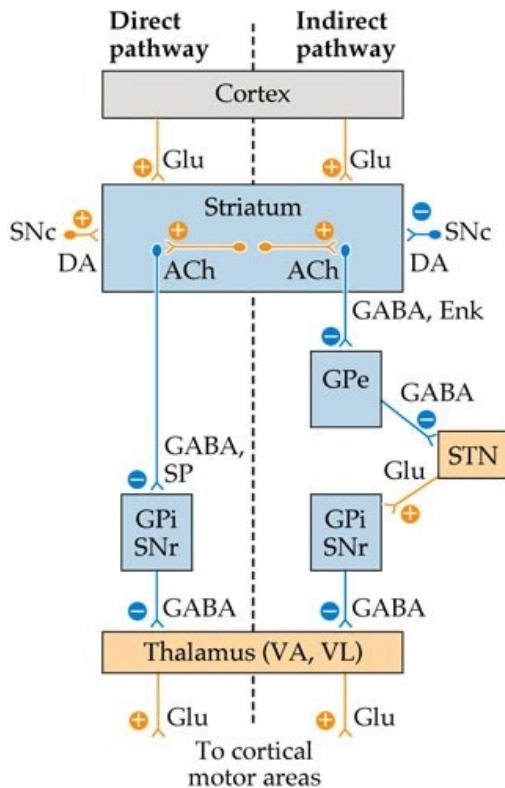 Direct pathway
Indirect pathway
Cortex
Glu
Glu
Striatum
SNc
DA
ACh
ACh
SNc
DA
GABA, Enk
GPe
GABA
STN
Glu
GABA,
SP
GPi
SNr
GPi
SNr
GABA
GABA
Thalamus (VA, VL)
Glu
Glu
To cortical
motor areas